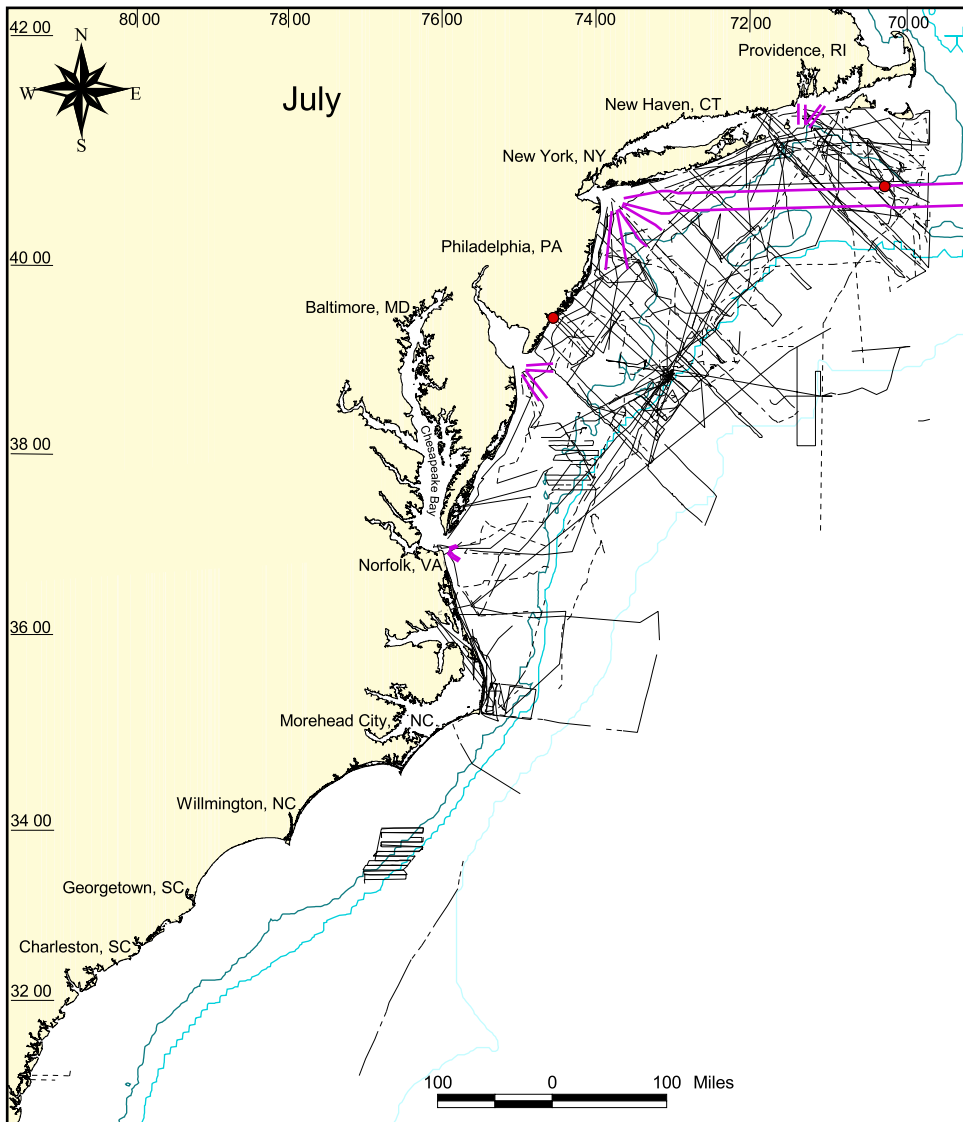 80 00
78 00
76 00
74 00
72 00
70 00
42 00
N
W
E
S
July
Providence, RI
New Haven, CT
New York, NY
40 00
Philadelphia, PA
Baltimore, MD
38 00
Chesapeake Bay
Norfolk, VA
36 00
Morehead City, NC
Willmington, NC
34 00
Georgetown, SC
Charleston, SC
32 00
100 0 100 Miles